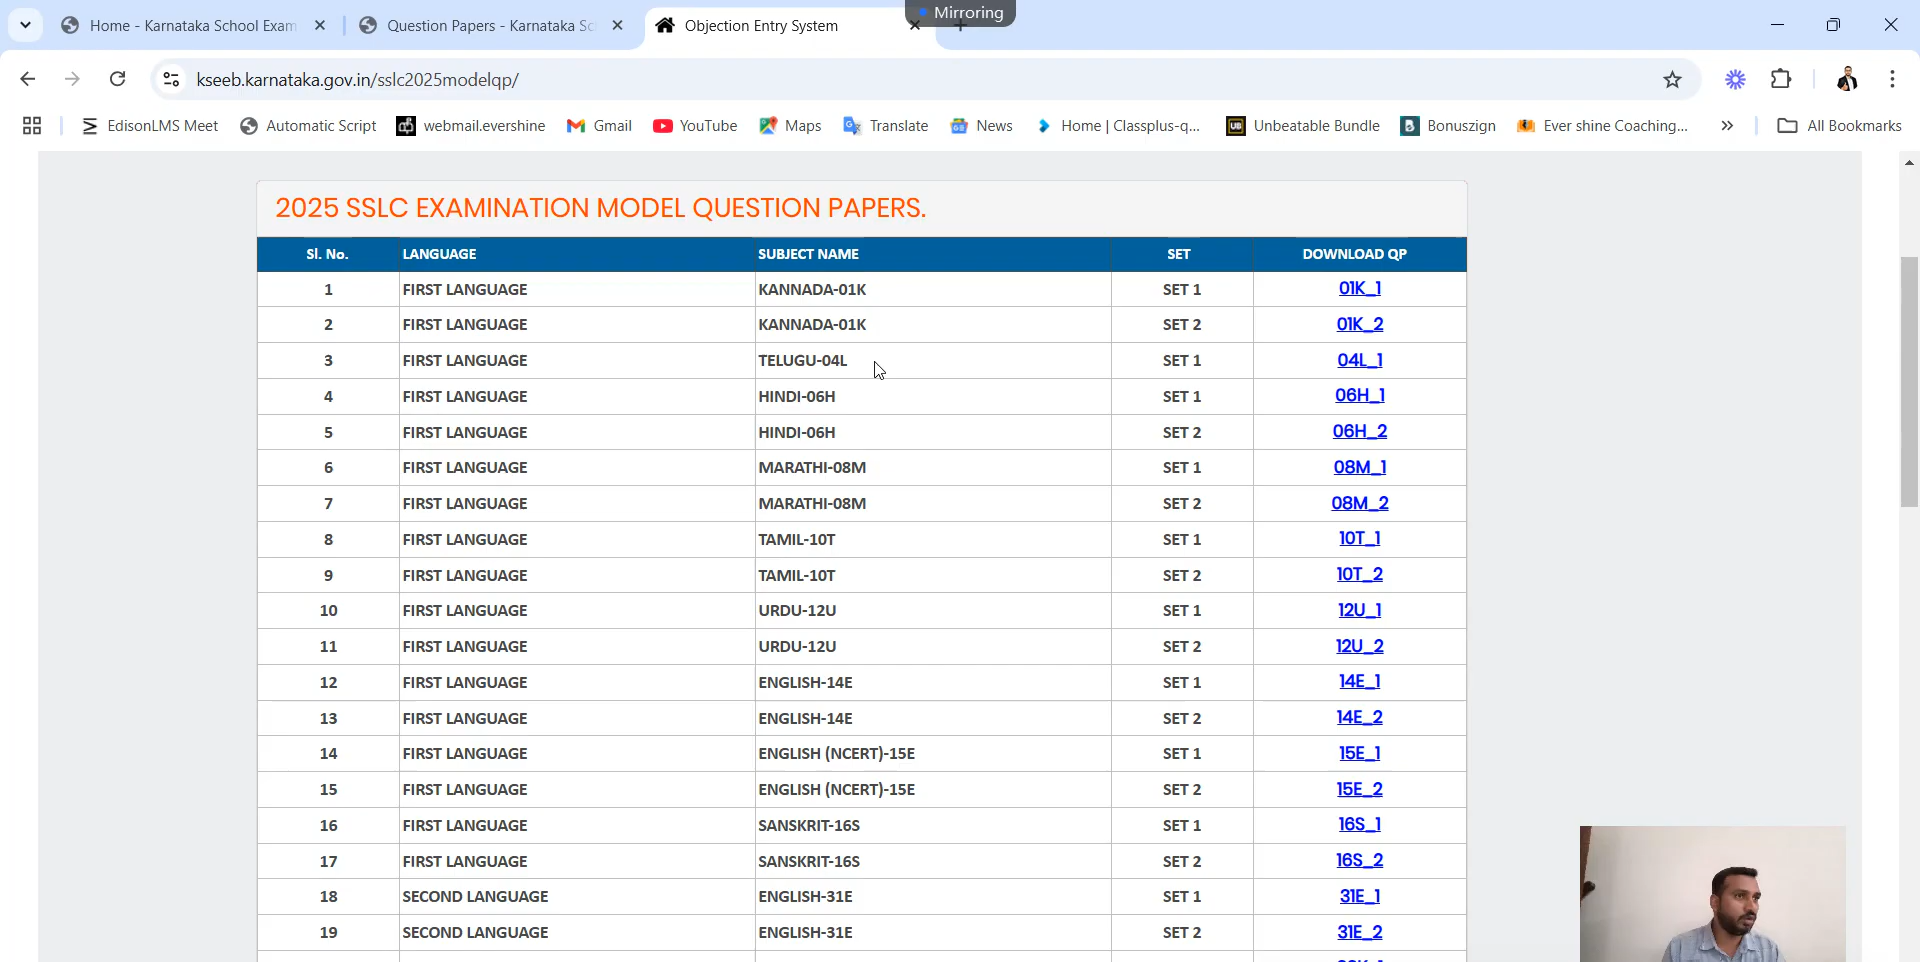 Mirroring
Home - Karnataka School Exam
Question Papers - Karnataka Sc
Objection Entry System
kseeb.karnataka.gov.in/sslc2025modelqp/
EdisonLMS Meet
Automatic Script
webmail.evershine
Gmail
YouTube
Maps
Translate
News
Home | Classplus-q...
Unbeatable Bundle
Bonuszign
Ever shine Coaching...
All Bookmarks
2025 SSLC EXAMINATION MODEL QUESTION PAPERS.
Sl. No. LANGUAGE SUBJECT NAME SET DOWNLOAD QP
1 FIRST LANGUAGE KANNADA-01K SET 1 01K_1
2 FIRST LANGUAGE KANNADA-01K SET 2 01K_2
3 FIRST LANGUAGE TELUGU-04L SET 1 04L_1
4 FIRST LANGUAGE HINDI-06H SET 1 06H_1
5 FIRST LANGUAGE HINDI-06H SET 2 06H_2
6 FIRST LANGUAGE MARATHI-08M SET 1 08M_1
7 FIRST LANGUAGE MARATHI-08M SET 2 08M_2
8 FIRST LANGUAGE TAMIL-10T SET 1 10T_1
9 FIRST LANGUAGE TAMIL-10T SET 2 10T_2
10 FIRST LANGUAGE URDU-12U SET 1 12U_1
11 FIRST LANGUAGE URDU-12U SET 2 12U_2
12 FIRST LANGUAGE ENGLISH-14E SET 1 14E_1
13 FIRST LANGUAGE ENGLISH-14E SET 2 14E_2
14 FIRST LANGUAGE ENGLISH (NCERT)-15E SET 1 15E_1
15 FIRST LANGUAGE ENGLISH (NCERT)-15E SET 2 15E_2
16 FIRST LANGUAGE SANSKRIT-16S SET 1 16S_1
17 FIRST LANGUAGE SANSKRIT-16S SET 2 16S_2
18 SECOND LANGUAGE ENGLISH-31E SET 1 31E_1
19 SECOND LANGUAGE ENGLISH-31E SET 2 31E_2